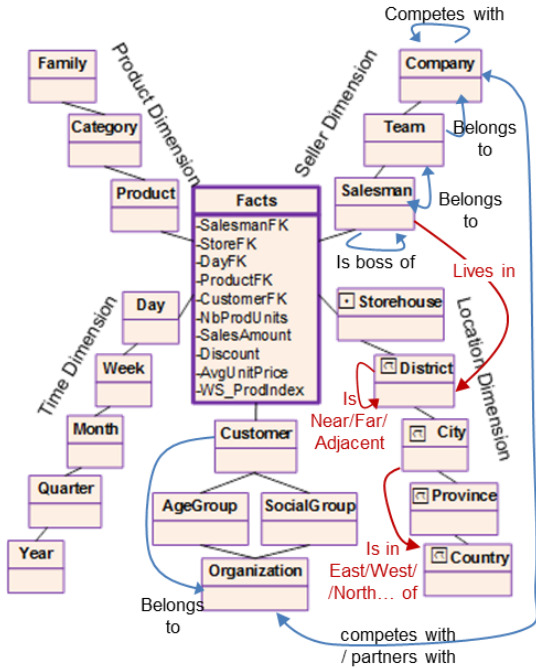 Competes with
Family
Product Dimension
Seller Dimension
Company
Category
Team
Belongs
to
Product
Salesman
Belongs
to
Facts
-SalesmanFK
-StoreFK
-DayFK
-ProductFK
-CustomerFK
-NbProdUnits
-SalesAmount
-Discount
-AvgUnitPrice
-WS_ProdIndex
Is boss of
Lives in
Day
Time Dimension
Storehouse
Location Dimension
Week
District
Is
Near/Far/
Adjacent
Month
Customer
City
Quarter
AgeGroup
SocialGroup
Province
Year
Is in
East/West/
/North... of
Country
Organization
Belongs
to
competes with
/ partners with